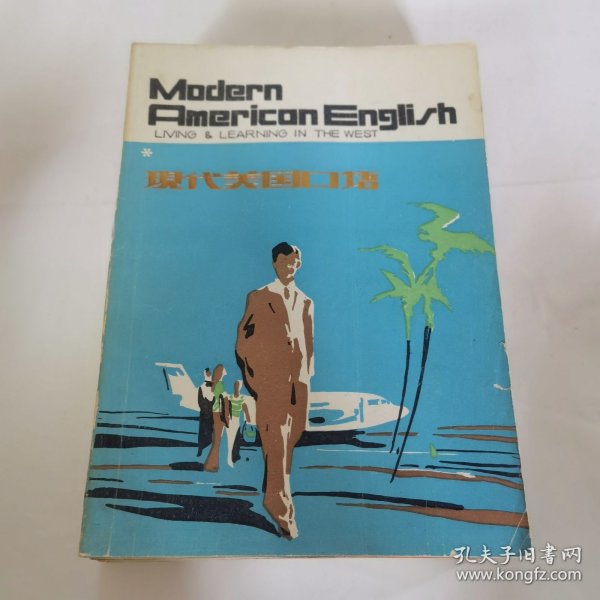 Modern
American English
LIVING & LEARNING IN THE WEST
*
現代美国口语
孔夫子旧书网
www.kongfz.com